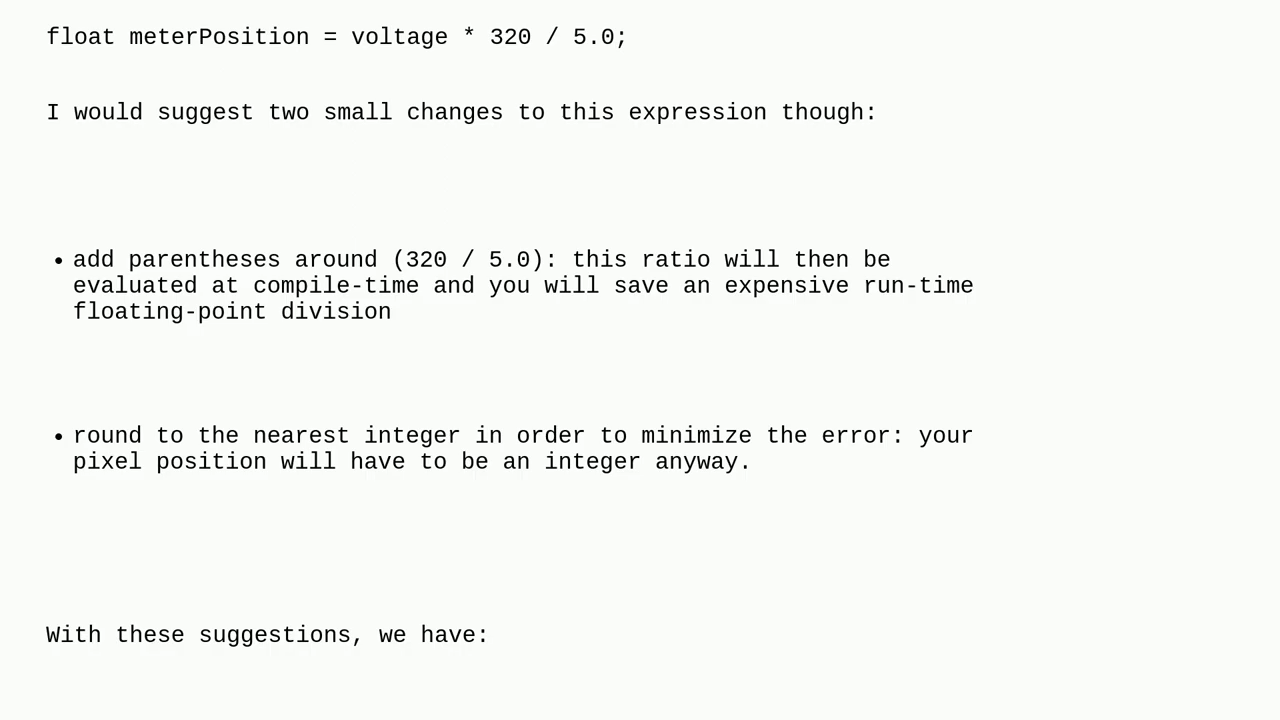 float meterPosition = voltage * 320 / 5.0;
I would suggest two small changes to this expression though:
• add parentheses around (320 / 5.0): this ratio will then be
evaluated at compile-time and you will save an expensive run-time
floating-point division
• round to the nearest integer in order to minimize the error: your
pixel position will have to be an integer anyway.
With these suggestions, we have: